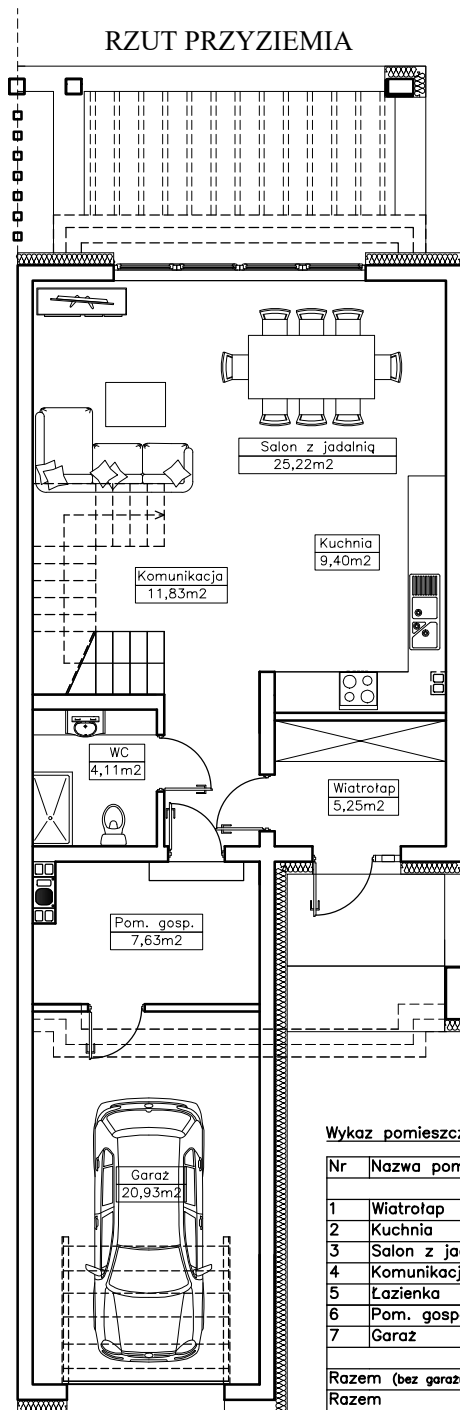 RZUT PRZYZIEMIA
Salon z jadalnią
25,22m2
Kuchnia
9,40m2
Komunikacja
11,83m2
WC
4,11m2
Wiatrołap
5,25m2
Pom. gosp.
7,63m2
Garaż
20,93m2
Wykaz pomieszcz
Nr Nazwa pom
1 Wiatrołap
2 Kuchnia
3 Salon z jad
4 Komunikacj
5 Łazienka
6 Pom. gosp
7 Garaż
Razem (bez garaż
Razem